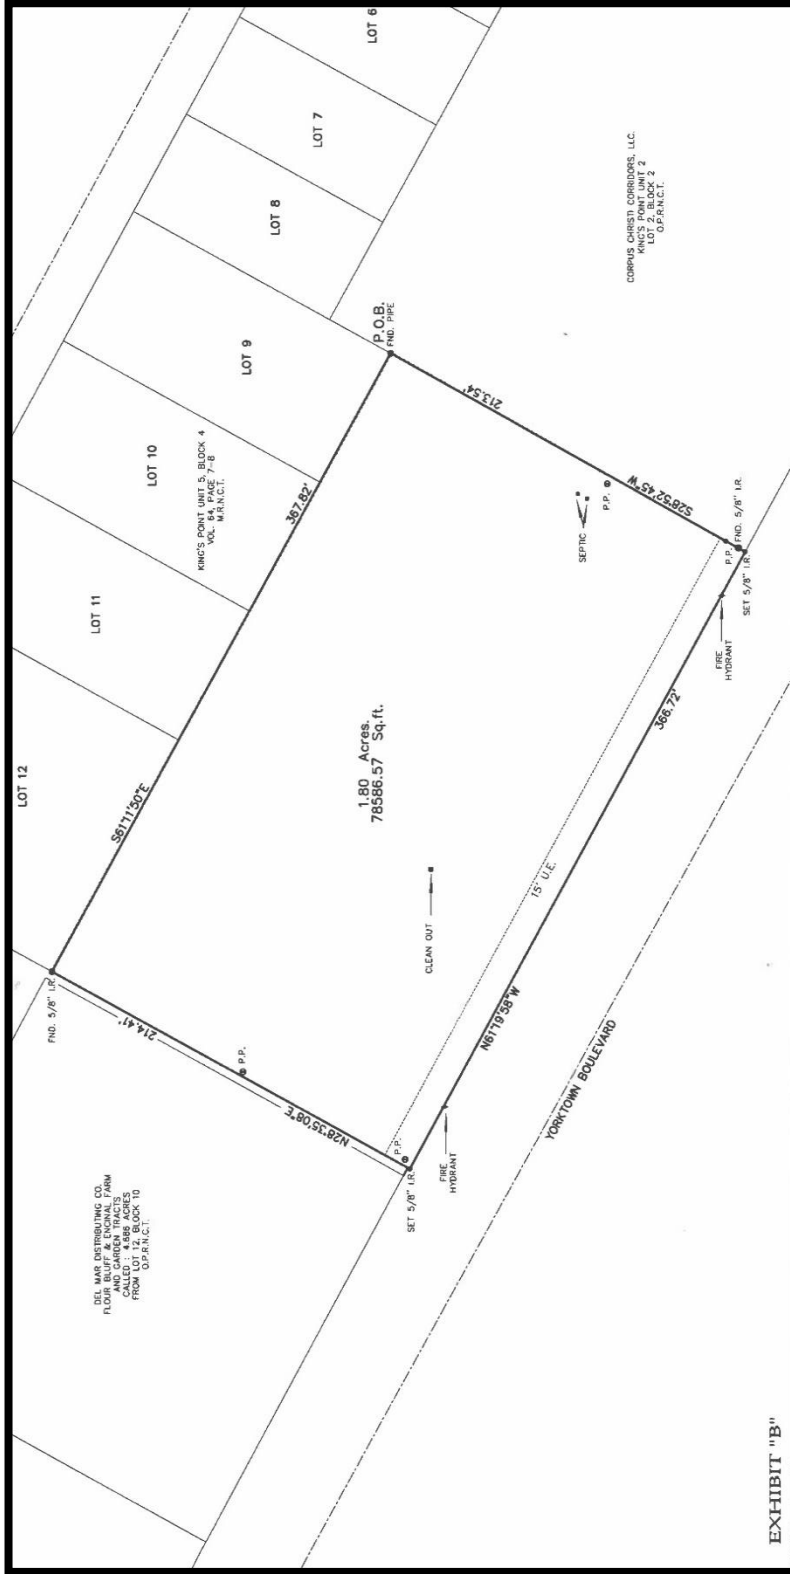 LOT 6
LOT 7
LOT 8
LOT 9
LOT 10
LOT 11
LOT 12
KING'S POINT UNIT 5, BLOCK 4
VOL. 64, PAGE 7-8
M.R.N.C.T.
CORPUS CHRISTI CORRIDORS, LLC.
KING'S POINT UNIT 2
LOT 2, BLOCK 2
O.P.R.N.C.T.
P.O.B.
FND. PIPE
367.82'
S61°11'50"E
213.54'
S28°52'45"W
P.P.
SEPTIC
P.P.
FND. 5/8" I.R.
SET 5/8" I.R.
FIRE
HYDRANT
366.72'
1.80 Acres.
78586.57 Sq.ft.
CLEAN OUT
15' U.E.
N61°19'58"W
YORKTOWN BOULEVARD
FND. 5/8" I.R.
214.41'
P.P.
N28°35'08"E
P.P.
SET 5/8" I.R.
FIRE
HYDRANT
DEL MAR DISTRIBUTING CO.
FLOUR BLUFF & ENCINAL FARM
AND GARDEN TRACTS
CALLED : 4.686 ACRES
FROM LOT 12, BLOCK 10
O.P.R.N.C.T.
EXHIBIT "B"